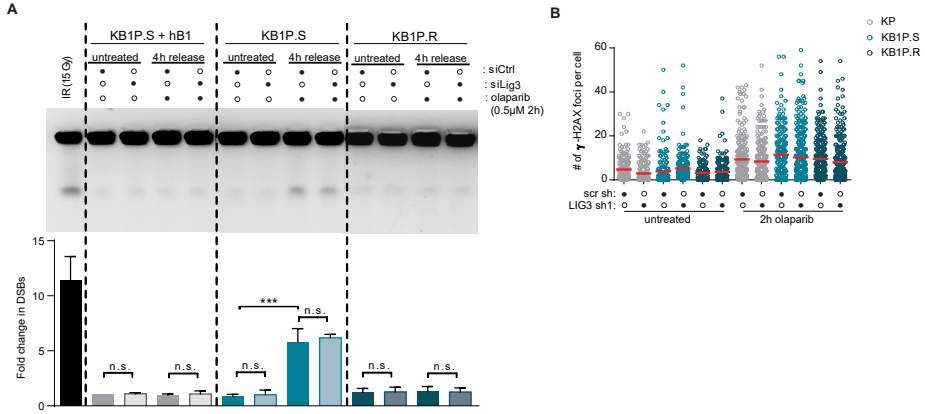 A
KB1P.S + hB1
KB1P.S
KB1P.R
IR (15 Gy)
untreated
4h release
untreated
4h release
untreated
4h release
: siCtrl
: siLig3
: olaparib
(0.5µM 2h)
Fold change in DSBs
15
10
5
0
n.s.
n.s.
n.s.
***
n.s.
n.s.
n.s.
B
KP
KB1P.S
KB1P.R
# of γ-H2AX foci per cell
60
40
20
0
scr sh:
LIG3 sh1:
untreated
2h olaparib